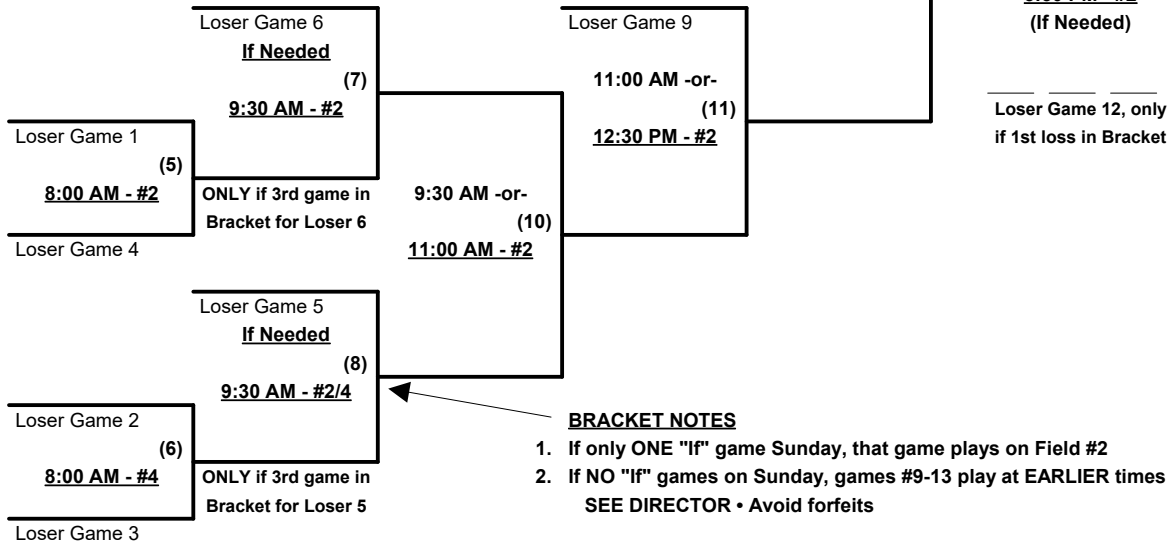 (If Needed)
Loser Game 6
If Needed
(7)
9:30 AM - #2
Loser Game 9
11:00 AM -or-
(11)
12:30 PM - #2
Loser Game 12, only
if 1st loss in Bracket
Loser Game 1
(5)
8:00 AM - #2
Loser Game 4
ONLY if 3rd game in
Bracket for Loser 6
9:30 AM -or-
(10)
11:00 AM - #2
Loser Game 5
If Needed
(8)
9:30 AM - #2/4
Loser Game 2
(6)
8:00 AM - #4
Loser Game 3
ONLY if 3rd game in
Bracket for Loser 5
BRACKET NOTES
1. If only ONE "If" game Sunday, that game plays on Field #2
2. If NO "If" games on Sunday, games #9-13 play at EARLIER times
SEE DIRECTOR • Avoid forfeits